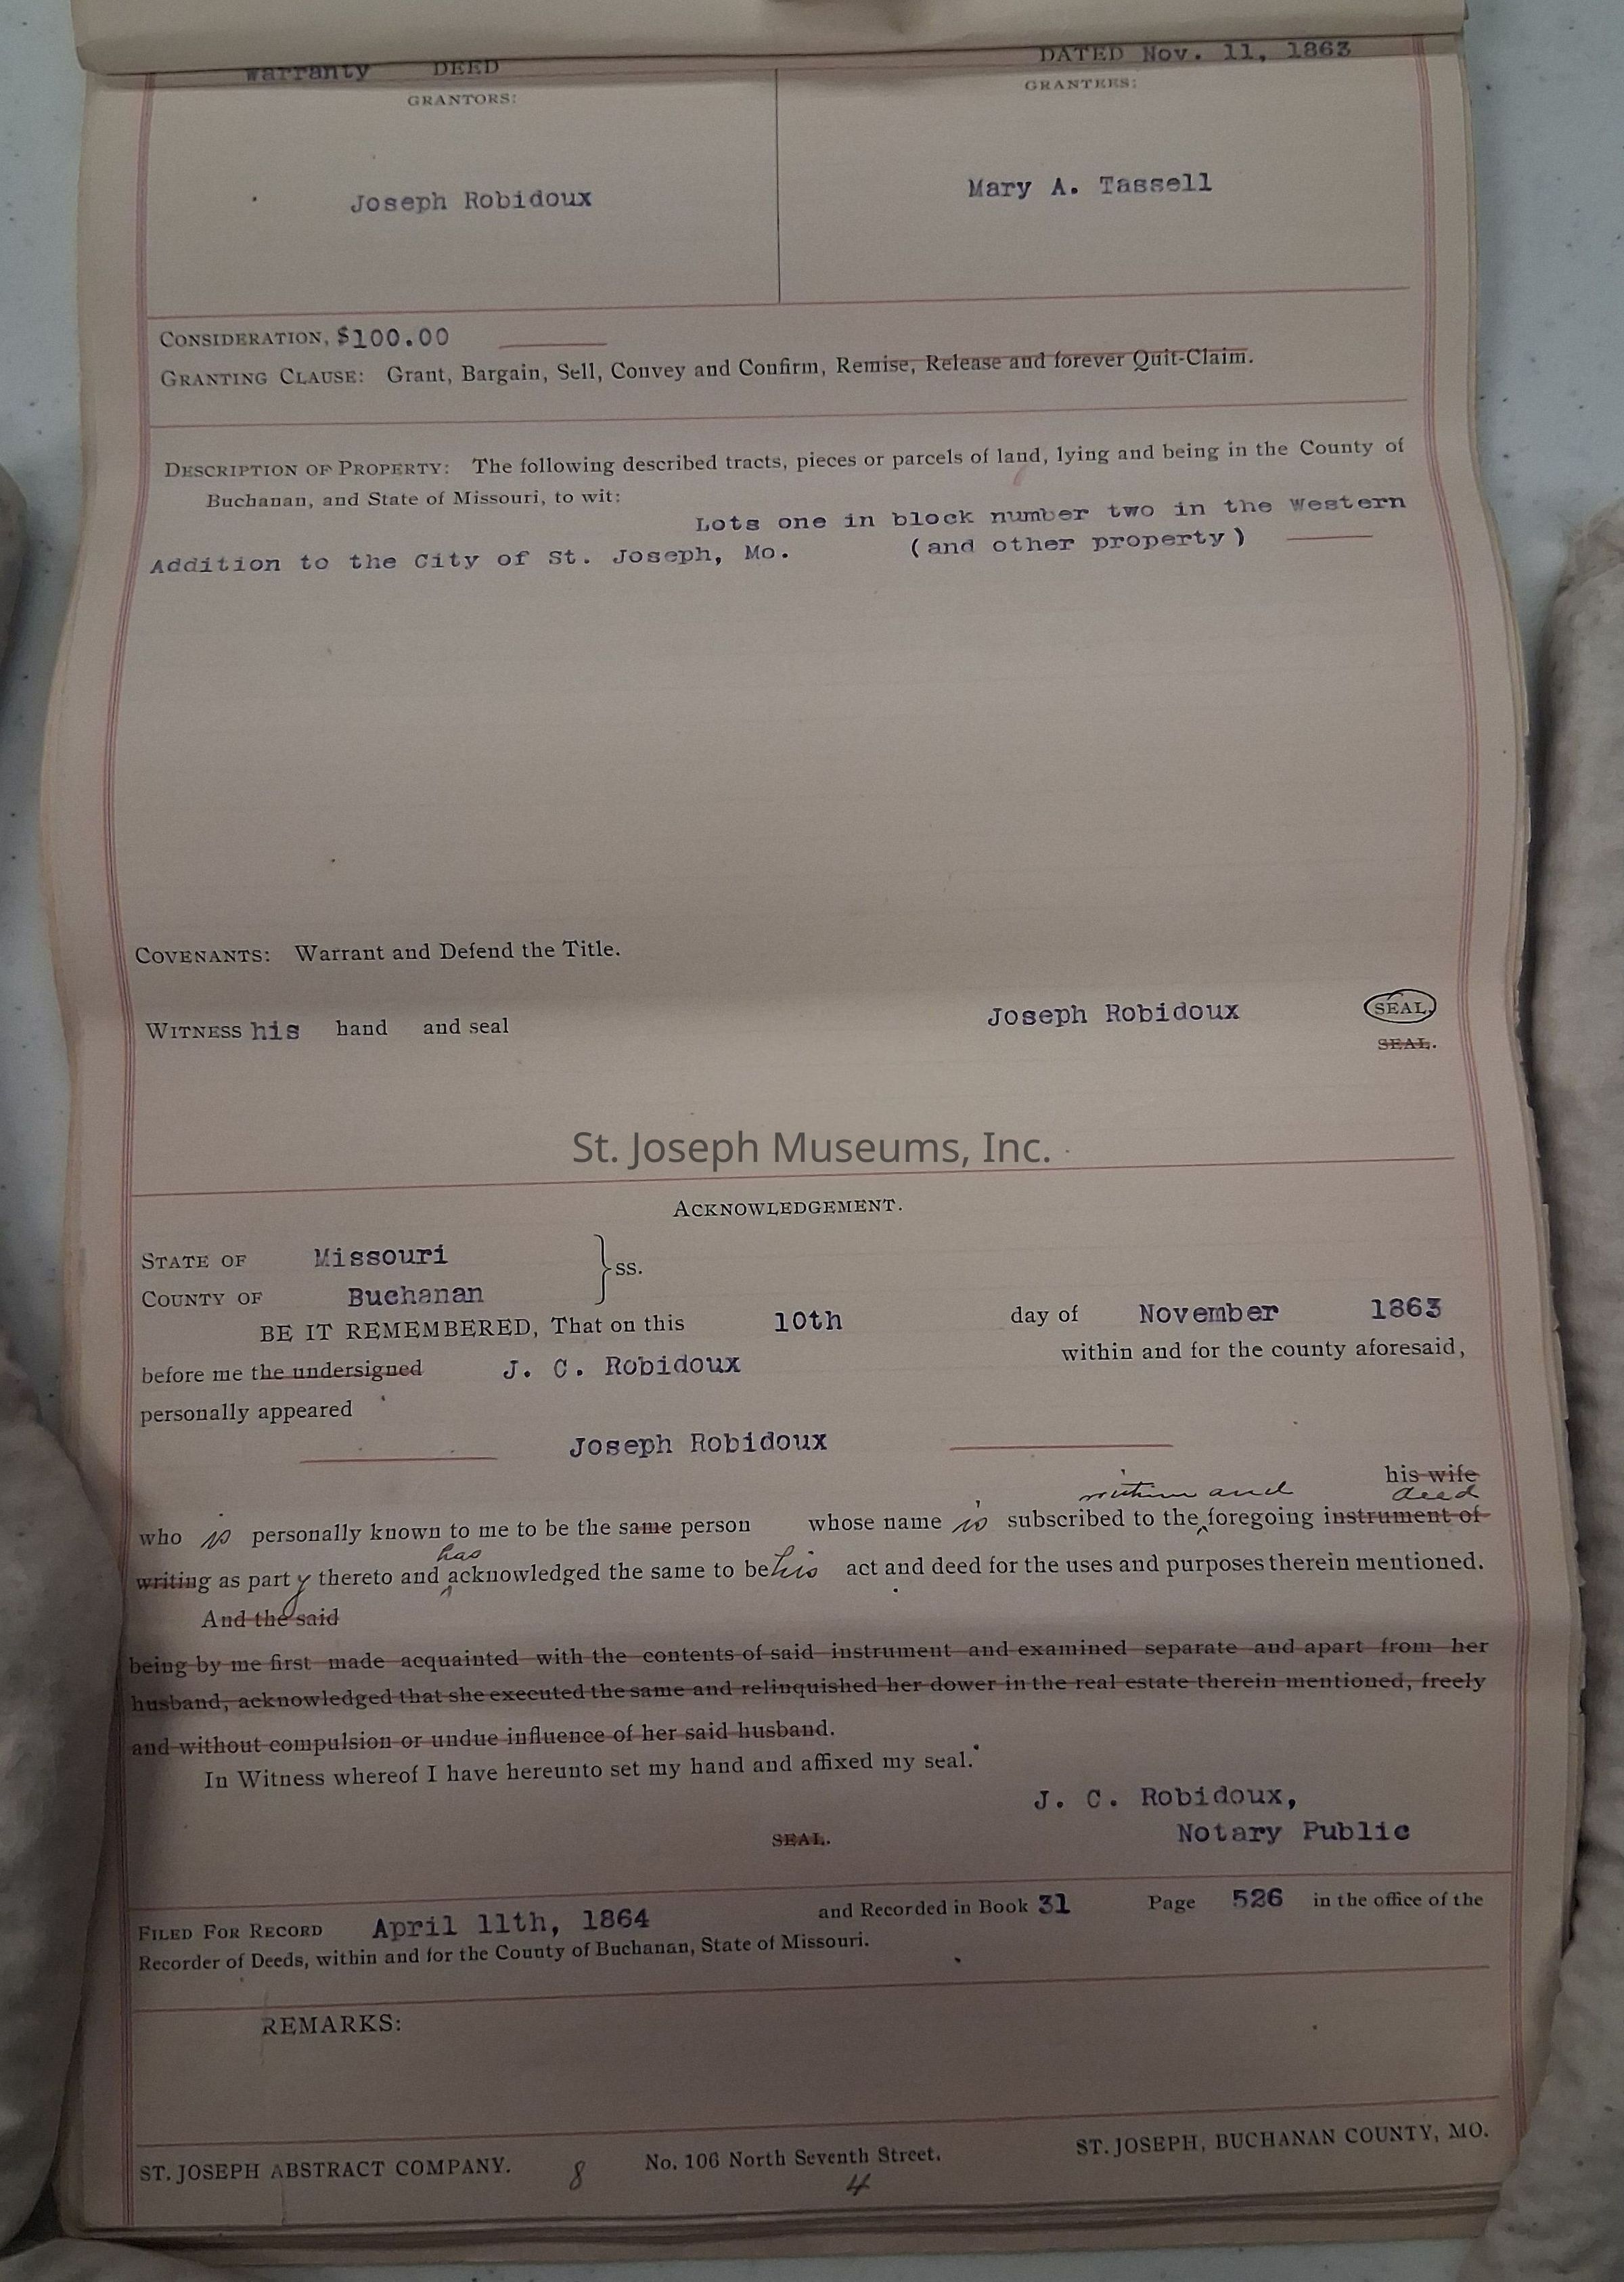 Warranty DEED
DATED Nov. 11, 1863
GRANTORS:
GRANTEES:
Joseph Robidoux
Mary A. Tassell
CONSIDERATION, $100.00
GRANTING CLAUSE: Grant, Bargain, Sell, Convey and Confirm, Remise, Release and forever Quit-Claim.
DESCRIPTION OF PROPERTY: The following described tracts, pieces or parcels of land, lying and being in the County of
Buchanan, and State of Missouri, to wit:
Lots one in block number two in the Western
Addition to the City of St. Joseph, Mo. (and other property)
COVENANTS: Warrant and Defend the Title.
WITNESS his hand and seal
Joseph Robidoux
SEAL.
SEAL.
St. Joseph Museums, Inc.
ACKNOWLEDGEMENT.
STATE OF Missouri
COUNTY OF Buchanan
} ss.
BE IT REMEMBERED, That on this 10th day of November 1863
before me the undersigned J. C. Robidoux within and for the county aforesaid,
personally appeared
Joseph Robidoux
his wife
within and deed
who is personally known to me to be the same person whose name is subscribed to the foregoing instrument of
has
writing as party thereto and acknowledged the same to be his act and deed for the uses and purposes therein mentioned.
And the said
being by me first made acquainted with the contents of said instrument and examined separate and apart from her
husband, acknowledged that she executed the same and relinquished her dower in the real estate therein mentioned, freely
and without compulsion or undue influence of her said husband.
In Witness whereof I have hereunto set my hand and affixed my seal.
J. C. Robidoux,
SEAL.
Notary Public
FILED FOR RECORD April 11th, 1864 and Recorded in Book 31 Page 526 in the office of the
Recorder of Deeds, within and for the County of Buchanan, State of Missouri.
REMARKS:
ST. JOSEPH ABSTRACT COMPANY. 8 No. 106 North Seventh Street. ST. JOSEPH, BUCHANAN COUNTY, MO.
4